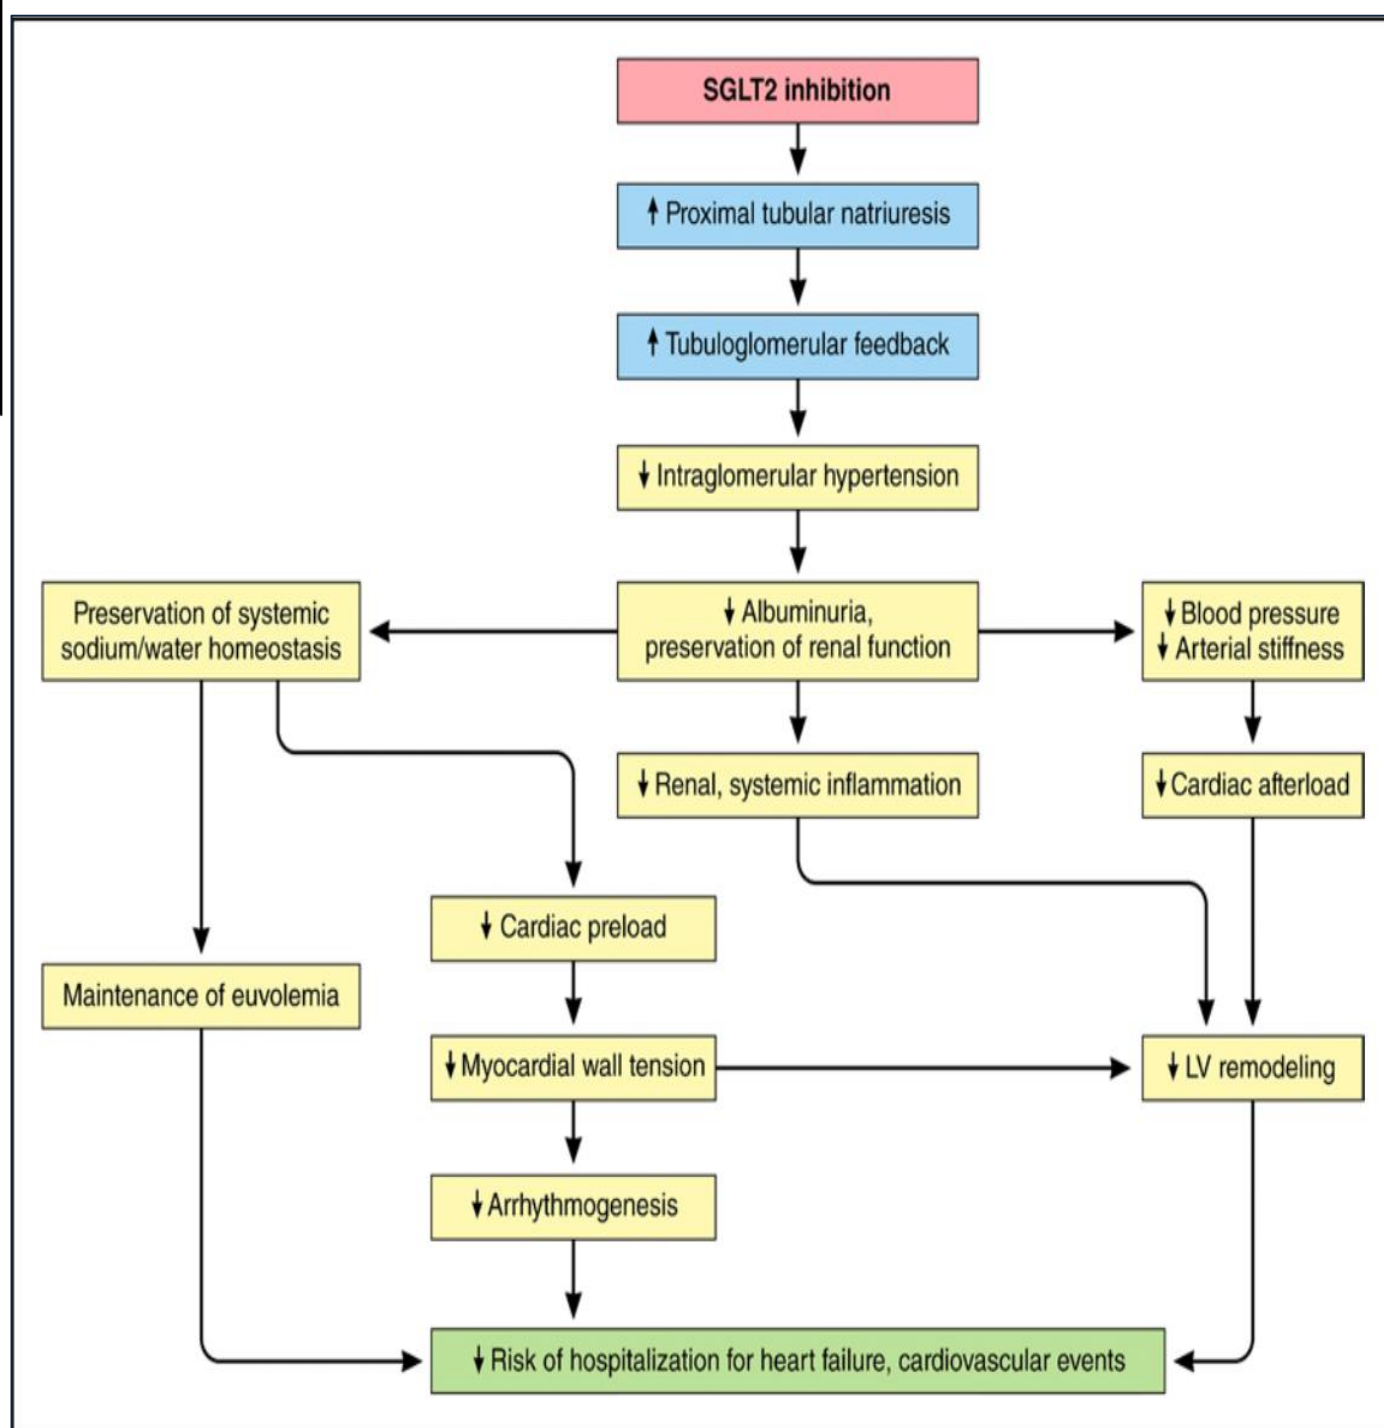 SGLT2 inhibition
↑ Proximal tubular natriuresis
↑ Tubuloglomerular feedback
↓ Intraglomerular hypertension
Preservation of systemic
sodium/water homeostasis
↓ Albuminuria,
preservation of renal function
↓ Blood pressure
↓ Arterial stiffness
↓ Renal, systemic inflammation
↓ Cardiac afterload
↓ Cardiac preload
Maintenance of euvolemia
↓ Myocardial wall tension
↓ LV remodeling
↓ Arrhythmogenesis
↓ Risk of hospitalization for heart failure, cardiovascular events